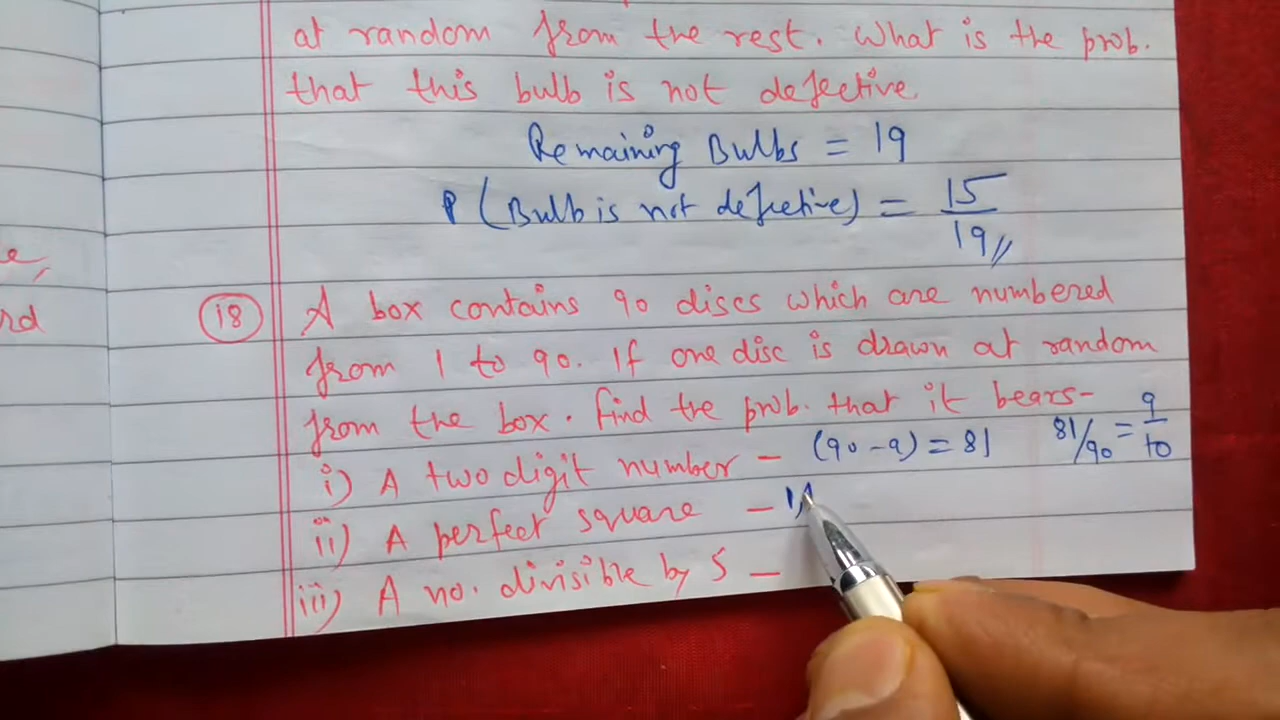 at random from the rest. What is the prob.
that this bulb is not defective.
Remaining Bulbs = 19
P (Bulb is not defective) = 15/19 //
e,
rd
18 A box contains 90 discs which are numbered
from 1 to 90. If one disc is drawn at random
from the box. find the prob. that it bears-
i) A two digit number - (90-9) = 81 81/90 = 9/10
ii) A perfect square - 1,
iii) A no. divisible by 5 -